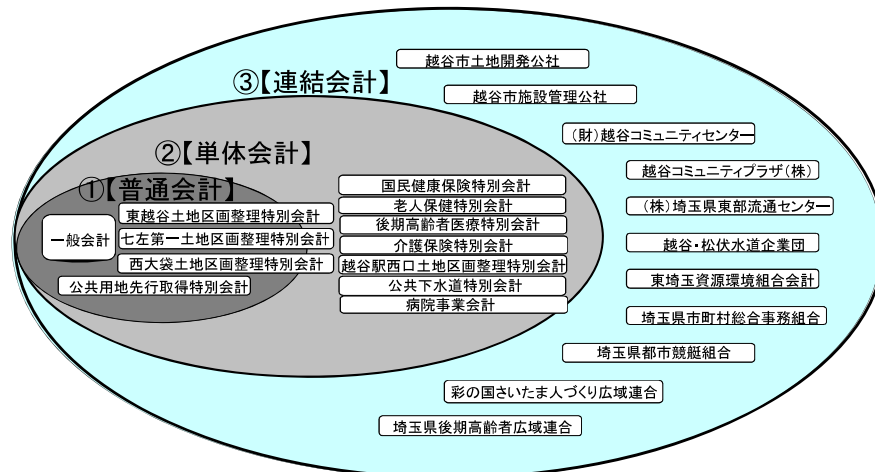 越谷市土地開発公社
③【連結会計】
越谷市施設管理公社
(財)越谷コミュニティセンター
②【単体会計】
越谷コミュニティプラザ(株)
①【普通会計】
国民健康保険特別会計
老人保健特別会計
(株)埼玉県東部流通センター
東越谷土地区画整理特別会計
後期高齢者医療特別会計
一般会計
七左第一土地区画整理特別会計
介護保険特別会計
越谷・松伏水道企業団
西大袋土地区画整理特別会計
越谷駅西口土地区画整理特別会計
東埼玉資源環境組合会計
公共用地先行取得特別会計
公共下水道特別会計
病院事業会計
埼玉県市町村総合事務組合
埼玉県都市競艇組合
彩の国さいたま人づくり広域連合
埼玉県後期高齢者広域連合